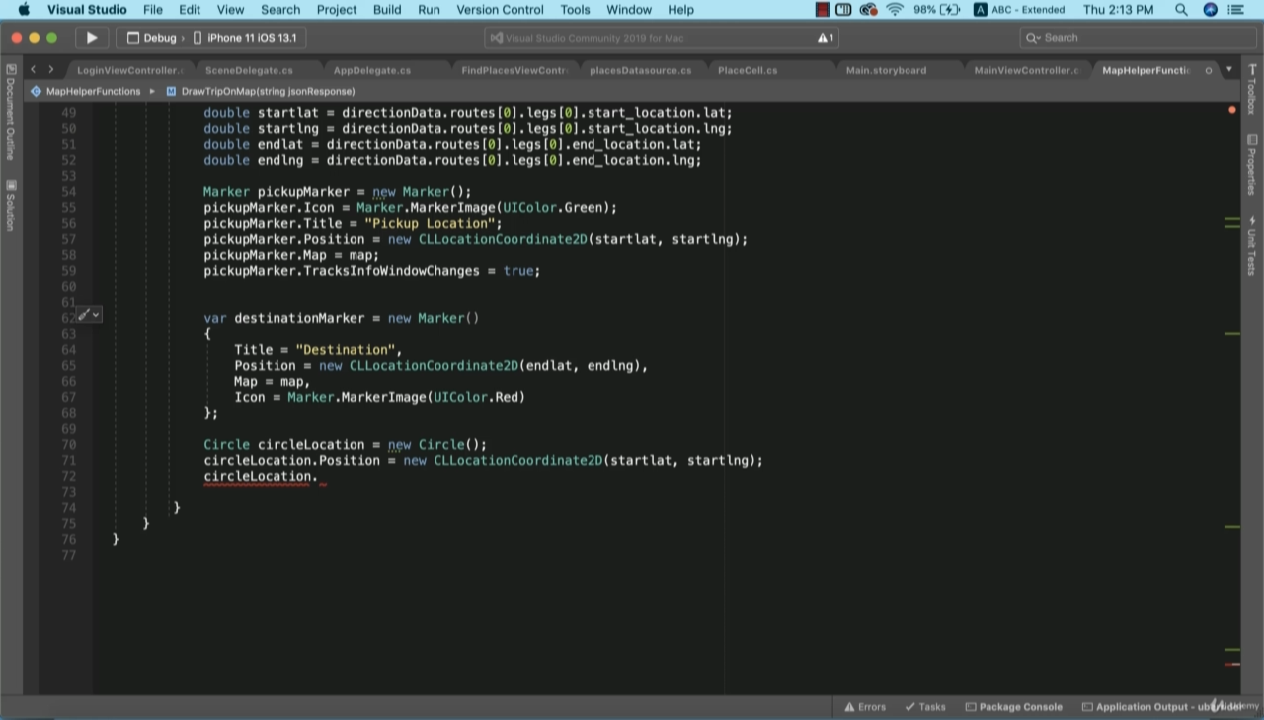 Visual Studio File Edit View Search Project Build Run Version Control Tools Window Help 98% A ABC - Extended Thu 2:13 PM
Debug › iPhone 11 iOS 13.1 Visual Studio Community 2019 for Mac 1 Search
LoginViewController.c SceneDelegate.cs AppDelegate.cs FindPlacesViewContr placesDatasource.cs PlaceCell.cs Main.storyboard MainViewController.c MapHelperFuncti
MapHelperFunctions M DrawTripOnMap(string jsonResponse)
Document Outline
Solution
Toolbox
Properties
Unit Tests
49 double startlat = directionData.routes[0].legs[0].start_location.lat;
50 double startlng = directionData.routes[0].legs[0].start_location.lng;
51 double endlat = directionData.routes[0].legs[0].end_location.lat;
52 double endlng = directionData.routes[0].legs[0].end_location.lng;
53
54 Marker pickupMarker = new Marker();
55 pickupMarker.Icon = Marker.MarkerImage(UIColor.Green);
56 pickupMarker.Title = "Pickup Location";
57 pickupMarker.Position = new CLLocationCoordinate2D(startlat, startlng);
58 pickupMarker.Map = map;
59 pickupMarker.TracksInfoWindowChanges = true;
60
61
62 var destinationMarker = new Marker()
63 {
64 Title = "Destination",
65 Position = new CLLocationCoordinate2D(endlat, endlng),
66 Map = map,
67 Icon = Marker.MarkerImage(UIColor.Red)
68 };
69
70 Circle circleLocation = new Circle();
71 circleLocation.Position = new CLLocationCoordinate2D(startlat, startlng);
72 circleLocation.
73
74 }
75 }
76 }
77
Errors Tasks Package Console Application Output -